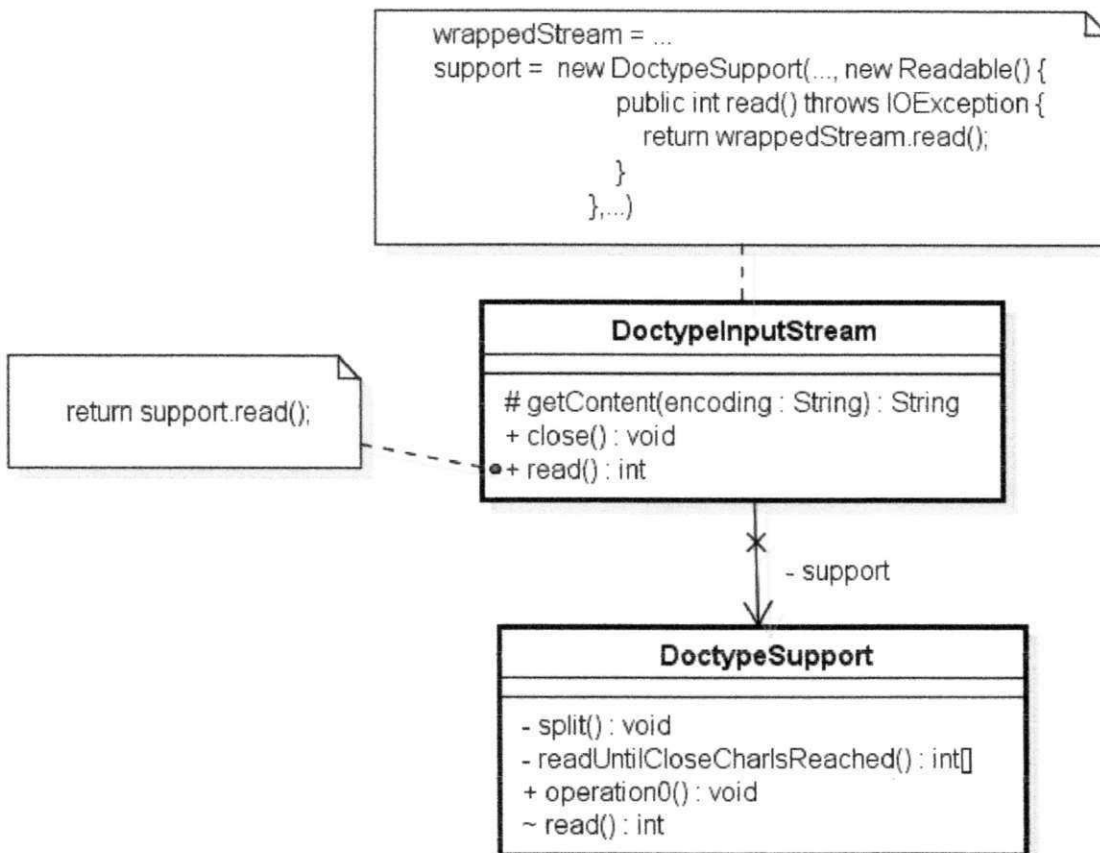 wrappedStream = ...
support = new DoctypeSupport(..., new Readable() {
public int read() throws IOException {
return wrappedStream.read();
}
},...)
DoctypeInputStream
# getContent(encoding : String) : String
+ close() : void
+ read() : int
return support.read();
- support
DoctypeSupport
- split() : void
- readUntilCloseCharIsReached() : int[]
+ operation0() : void
~ read() : int